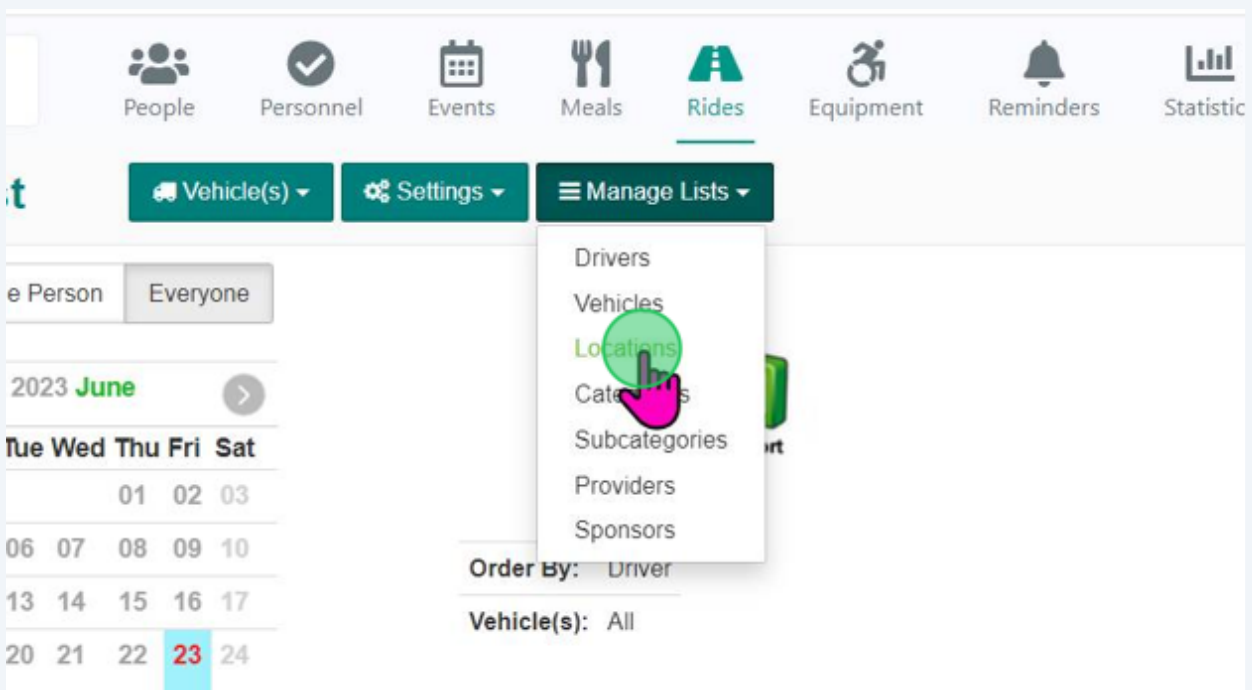 People Personnel Events Meals Rides Equipment Reminders Statistic
st Vehicle(s) Settings Manage Lists
Drivers
e Person Everyone
Vehicles
Locations
2023 June
Subcategories
Tue Wed Thu Fri Sat
01 02 03
Providers
Sponsors
06 07 08 09 10
Order By: Driver
13 14 15 16 17
Vehicle(s): All
20 21 22 23 24